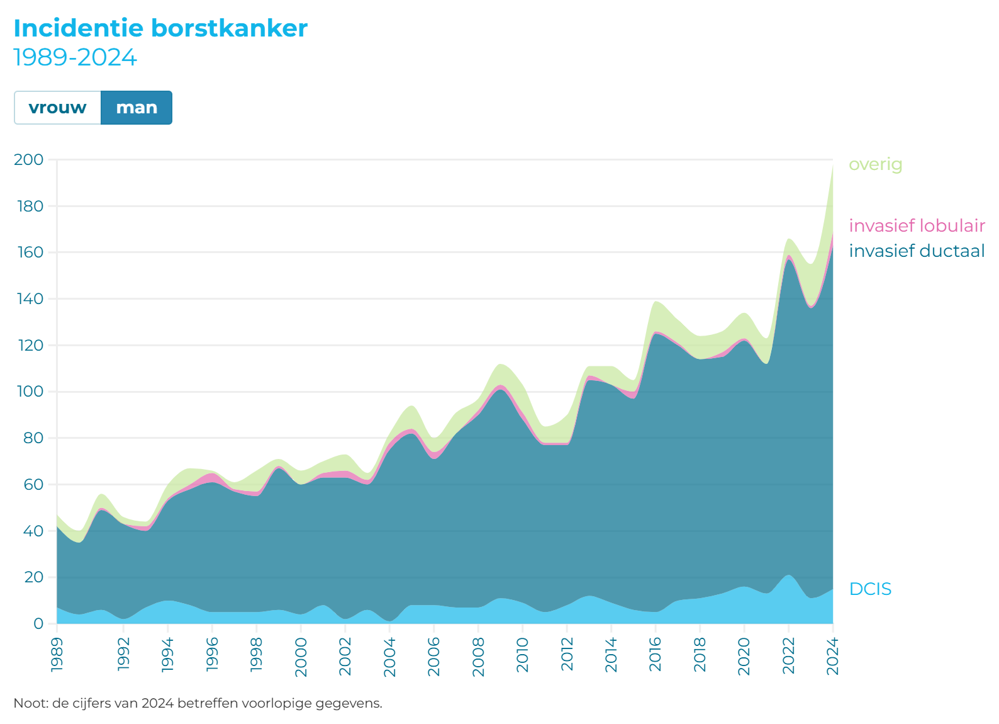 Incidentie borstkanker
1989-2024
vrouw man
200
180
160
140
120
100
80
60
40
20
0
overig
invasief lobulair
invasief ductaal
DCIS
1989 1992 1994 1996 1998 2000 2002 2004 2006 2008 2010 2012 2014 2016 2018 2020 2022 2024
Noot: de cijfers van 2024 betreffen voorlopige gegevens.